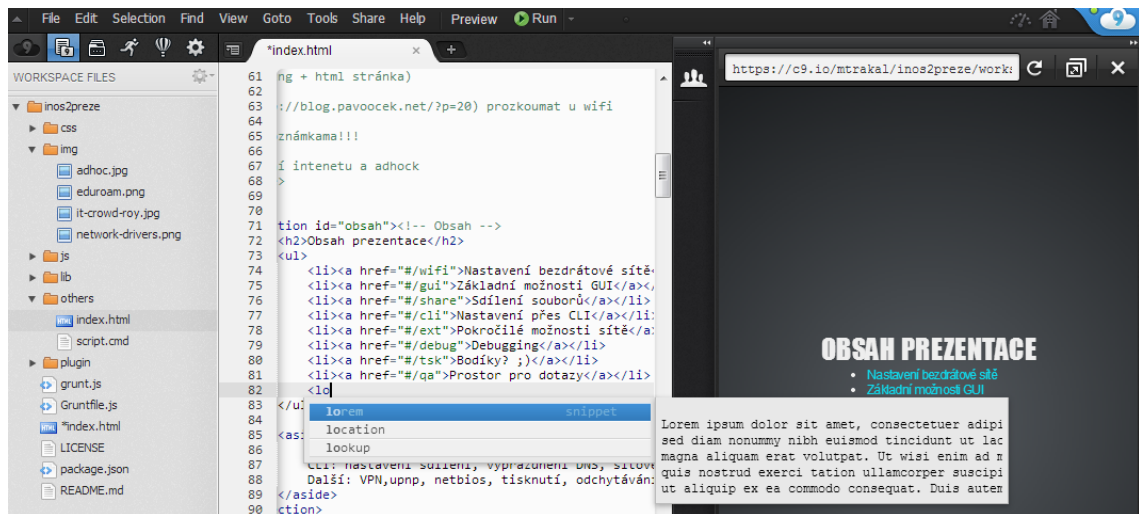 File Edit Selection Find View Goto Tools Share Help Preview Run
*index.html
WORKSPACE FILES
inos2preze
css
img
adhoc.jpg
eduroam.png
it-crowd-roy.jpg
network-drivers.png
js
lib
others
index.html
script.cmd
plugin
grunt.js
Gruntfile.js
*index.html
LICENSE
package.json
README.md
61 ng + html stránka)
62
63 ://blog.pavoocek.net/?p=20) prozkoumat u wifi
64
65 známkama!!!
66
67 í intenetu a adhock
68 >
69
70
71 tion id="obsah"><!-- Obsah -->
72 <h2>Obsah prezentace</h2>
73 <ul>
74 <li><a href="#/wifi">Nastavení bezdrátové sítě<
75 <li><a href="#/gui">Základní možnosti GUI</a></
76 <li><a href="#/share">Sdílení souborů</a></li>
77 <li><a href="#/cli">Nastavení přes CLI</a></li>
78 <li><a href="#/ext">Pokročilé možnosti sítě</a>
79 <li><a href="#/debug">Debugging</a></li>
80 <li><a href="#/tsk">Bodíky? ;)</a></li>
81 <li><a href="#/qa">Prostor pro dotazy</a></li>
82 <lo
83 </u
84
85 <as
86
87 CLI: nastavení sdílení, vyprázdnění DNS, síťové
88 Další: VPN,upnp, netbios, tisknutí, odchytávání
89 </aside>
90 ction>
lorem snippet
location
lookup
Lorem ipsum dolor sit amet, consectetuer adipi
sed diam nonummy nibh euismod tincidunt ut lac
magna aliquam erat volutpat. Ut wisi enim ad m
quis nostrud exerci tation ullamcorper suscipi
ut aliquip ex ea commodo consequat. Duis autem
https://c9.io/mtrakal/inos2preze/work
OBSAH PREZENTACE
Nastavení bezdrátové sítě
Základní možnosti GUI